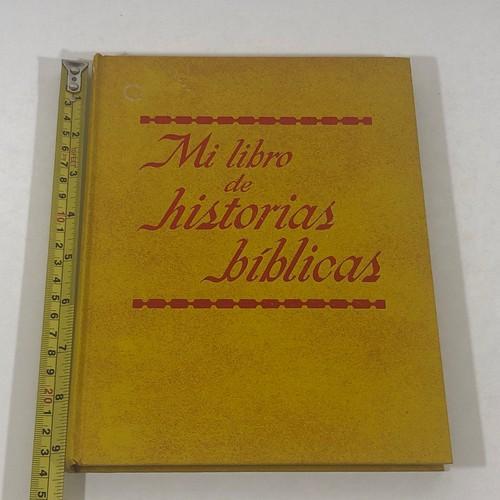 Mi libro
de
historias
bíblicas